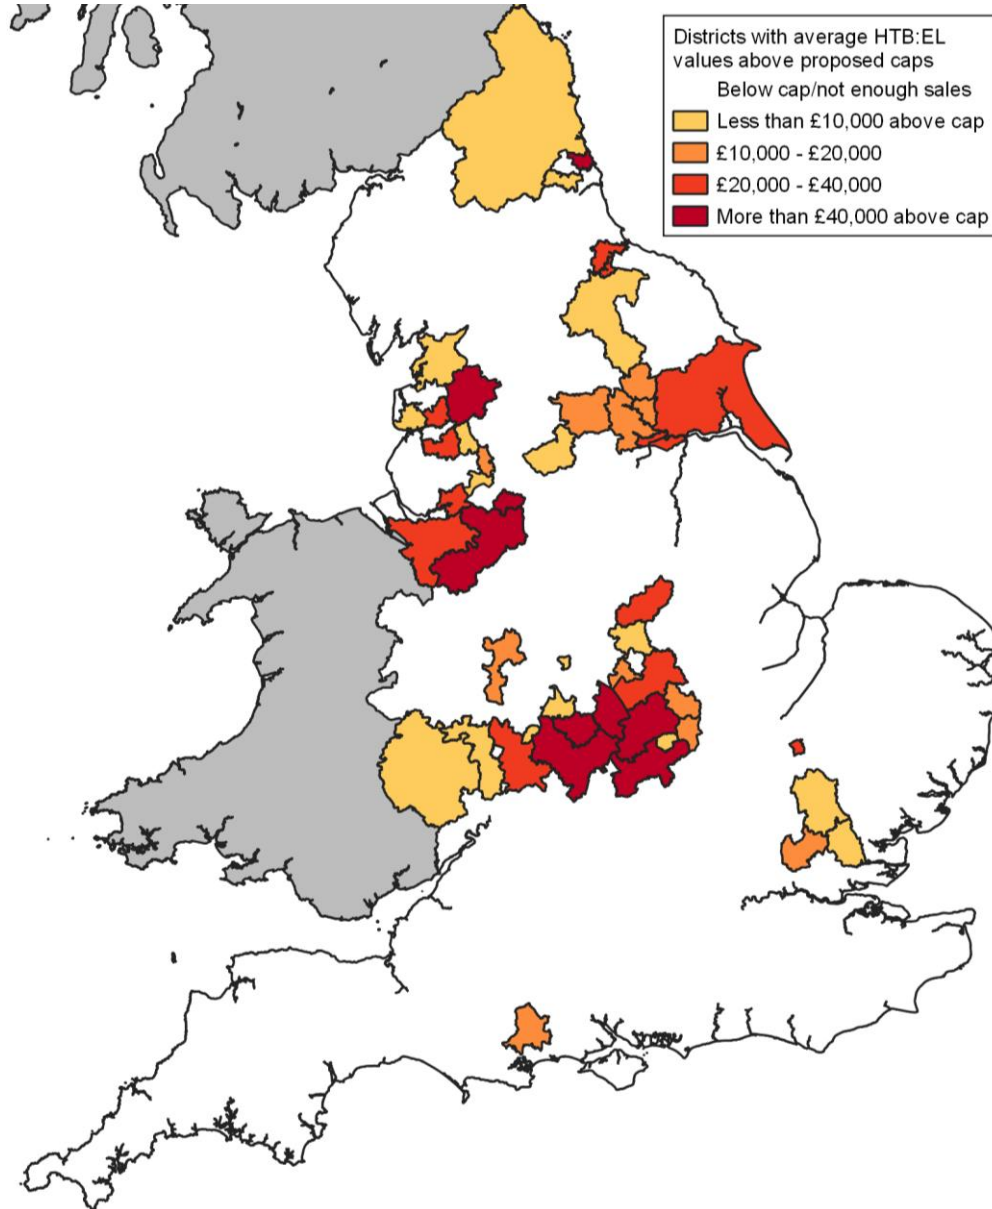 Districts with average HTB:EL
values above proposed caps
Below cap/not enough sales
Less than £10,000 above cap
£10,000 - £20,000
£20,000 - £40,000
More than £40,000 above cap